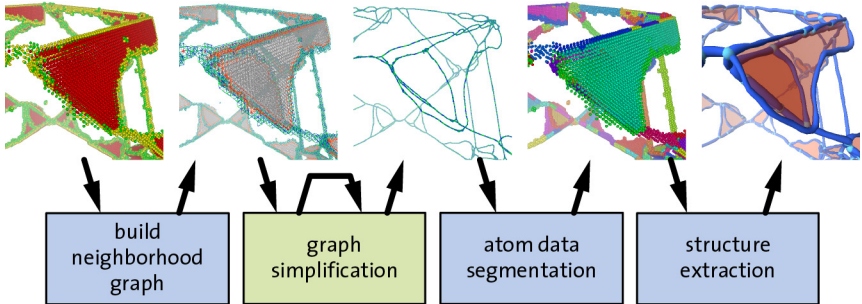 build
neighborhood
graph
graph
simplification
atom data
segmentation
structure
extraction